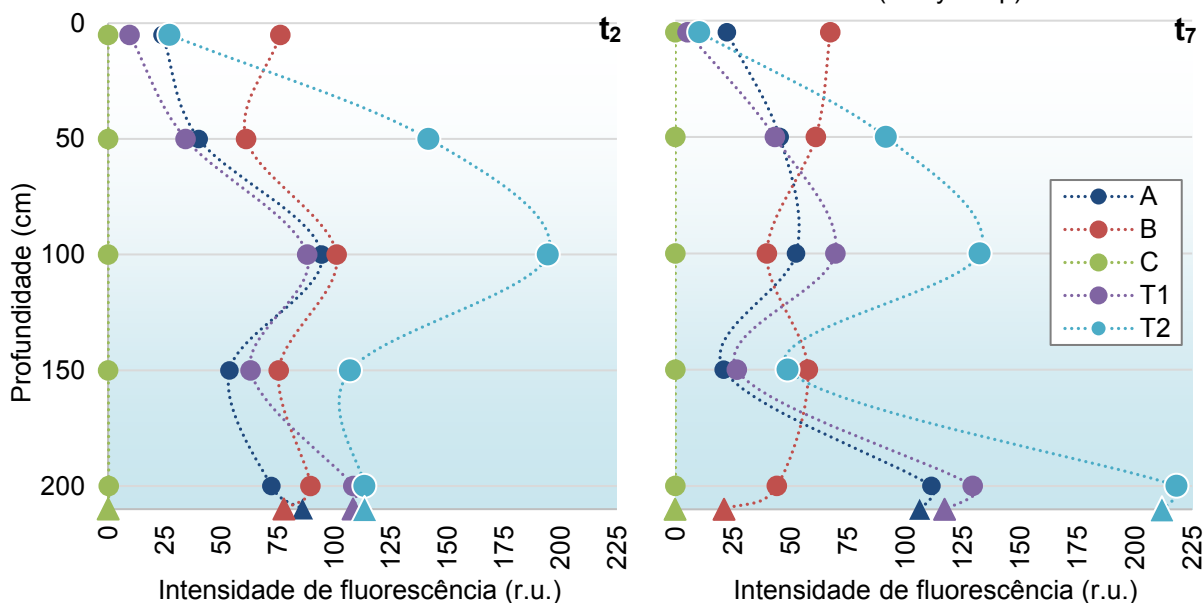 t2
t7
Profundidade (cm)
0
50
100
150
200
0 25 50 75 100 125 150 175 200 225
0 25 50 75 100 125 150 175 200 225
Intensidade de fluorescência (r.u.)
Intensidade de fluorescência (r.u.)
A
B
C
T1
T2